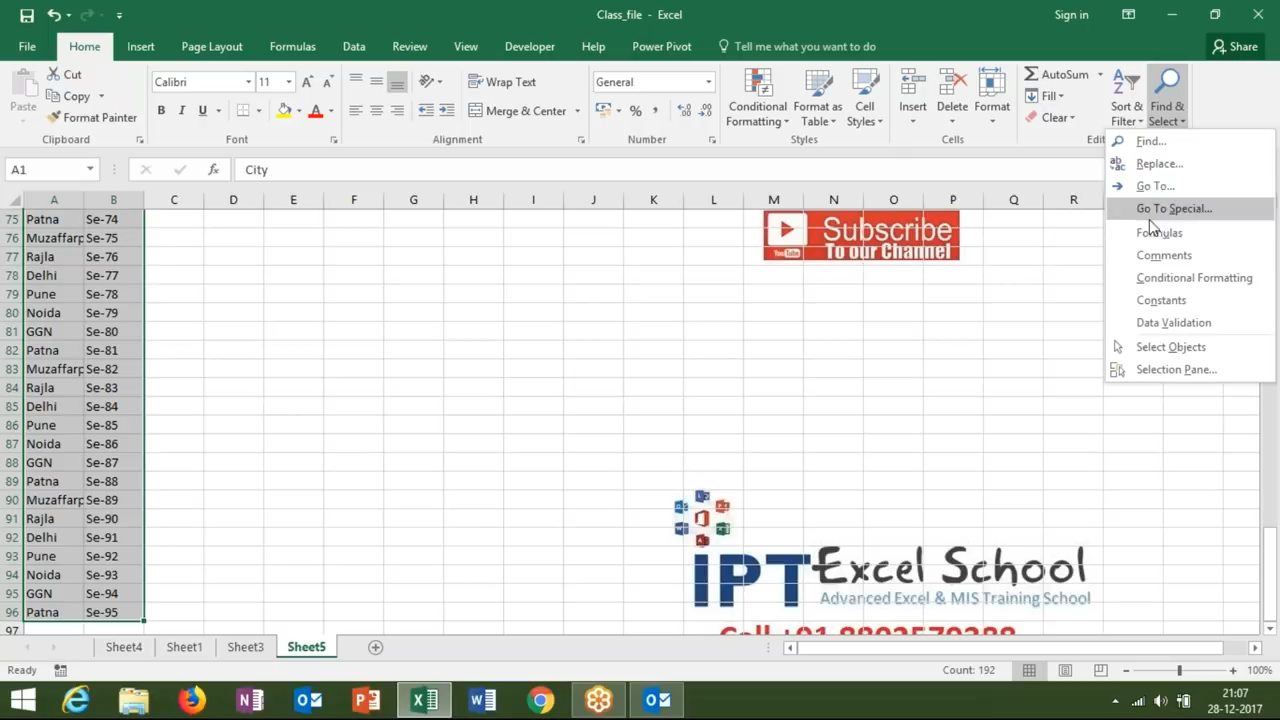 Class_file - Excel
Sign in
File Home Insert Page Layout Formulas Data Review View Developer Help Power Pivot Tell me what you want to do Share
Paste
Cut
Copy
Format Painter
Clipboard
Calibri 11
B I U
Font
Wrap Text
Merge & Center
Alignment
General
Number
Conditional Formatting
Format as Table
Cell Styles
Styles
Insert
Delete
Format
Cells
AutoSum
Fill
Clear
Sort & Filter
Find & Select
Edit
Find...
Replace...
Go To...
Go To Special...
Formulas
Comments
Conditional Formatting
Constants
Data Validation
Select Objects
Selection Pane...
A1 fx City
A B C D E F G H I J K L M N O P Q R
75 Patna Se-74
76 Muzaffarp Se-75
77 Rajla Se-76
78 Delhi Se-77
79 Pune Se-78
80 Noida Se-79
81 GGN Se-80
82 Patna Se-81
83 Muzaffarp Se-82
84 Rajla Se-83
85 Delhi Se-84
86 Pune Se-85
87 Noida Se-86
88 GGN Se-87
89 Patna Se-88
90 Muzaffarp Se-89
91 Rajla Se-90
92 Delhi Se-91
93 Pune Se-92
94 Noida Se-93
95 GGN Se-94
96 Patna Se-95
97
YouTube
Subscribe
To our Channel
IPT Excel School
Advanced Excel & MIS Training School
Call +91 8802579388
Sheet4 Sheet1 Sheet3 Sheet5
Ready
Count: 192
100%
21:07
28-12-2017